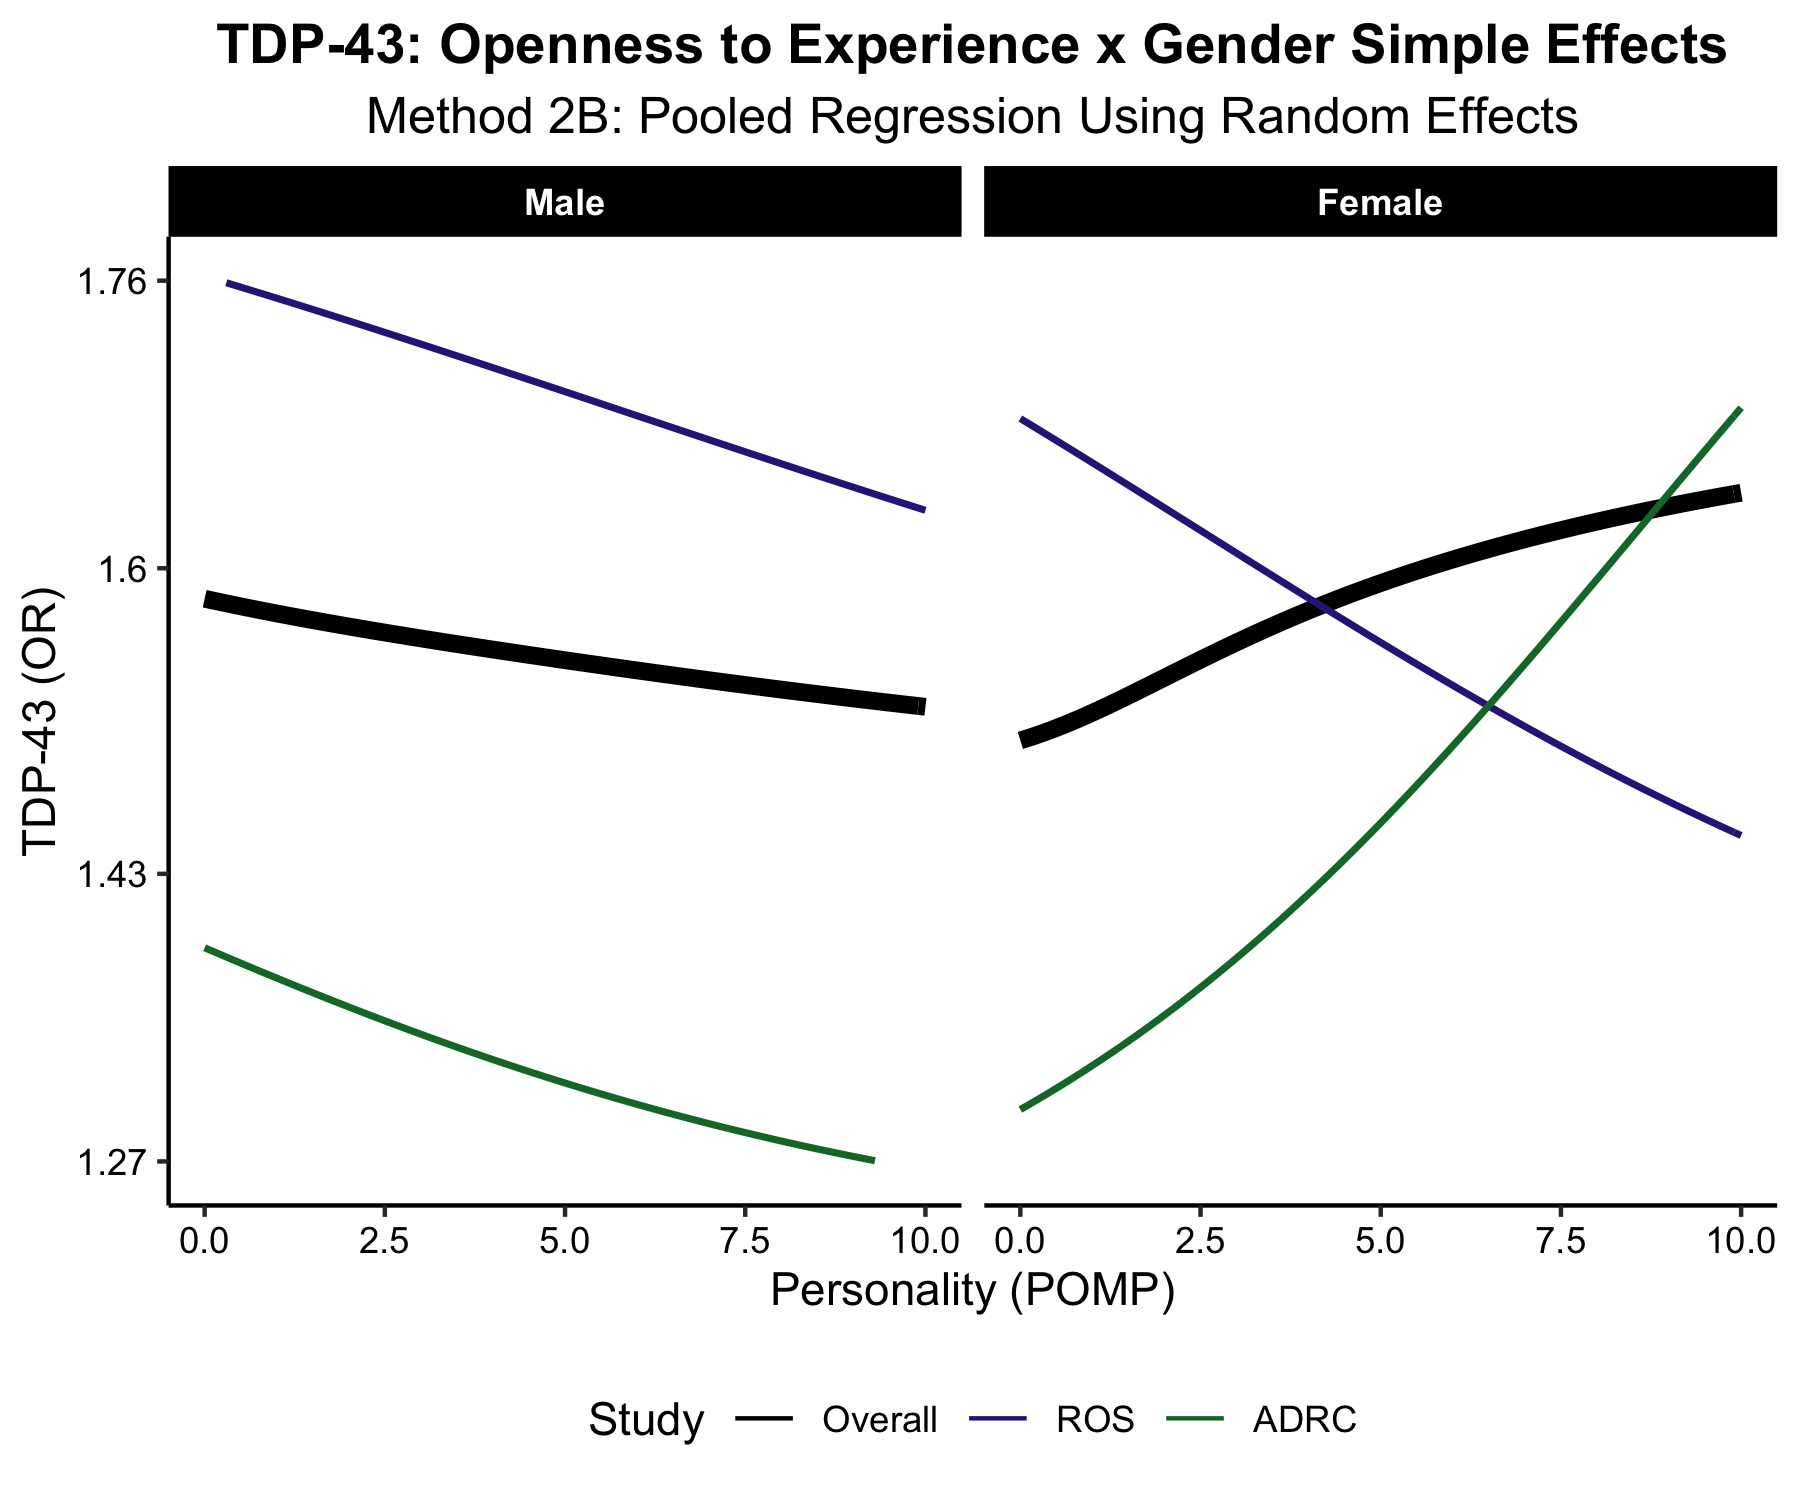 TDP-43: Openness to Experience x Gender Simple Effects
Method 2B: Pooled Regression Using Random Effects
Male Female
TDP-43 (OR)
1.76
1.6
1.43
1.27
0.0 2.5 5.0 7.5 10.0 0.0 2.5 5.0 7.5 10.0
Personality (POMP)
Study Overall ROS ADRC